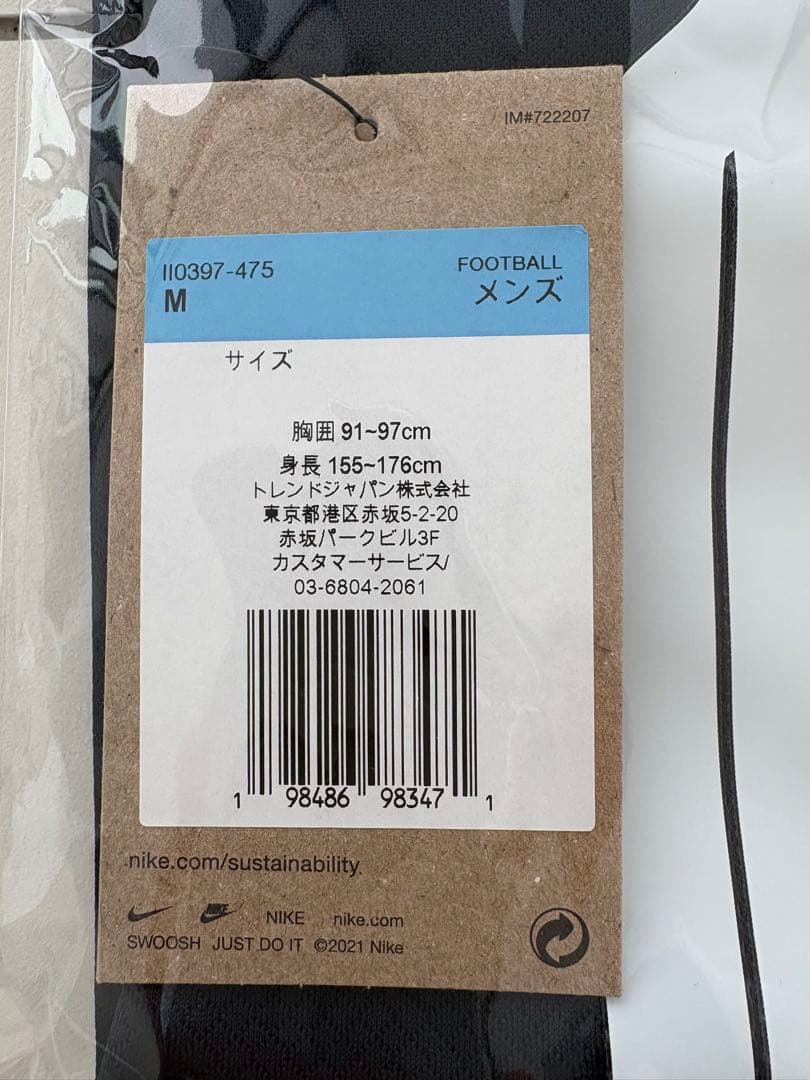 IM#722207
II0397-475
FOOTBALL
M
メンズ
サイズ
胸囲 91~97cm
身長 155~176cm
トレンドジャパン株式会社
東京都港区赤坂5-2-20
赤坂パークビル3F
カスタマーサービス/
03-6804-2061
1 98486 98347 1
nike.com/sustainability
NIKE nike.com
SWOOSH JUST DO IT ©2021 Nike